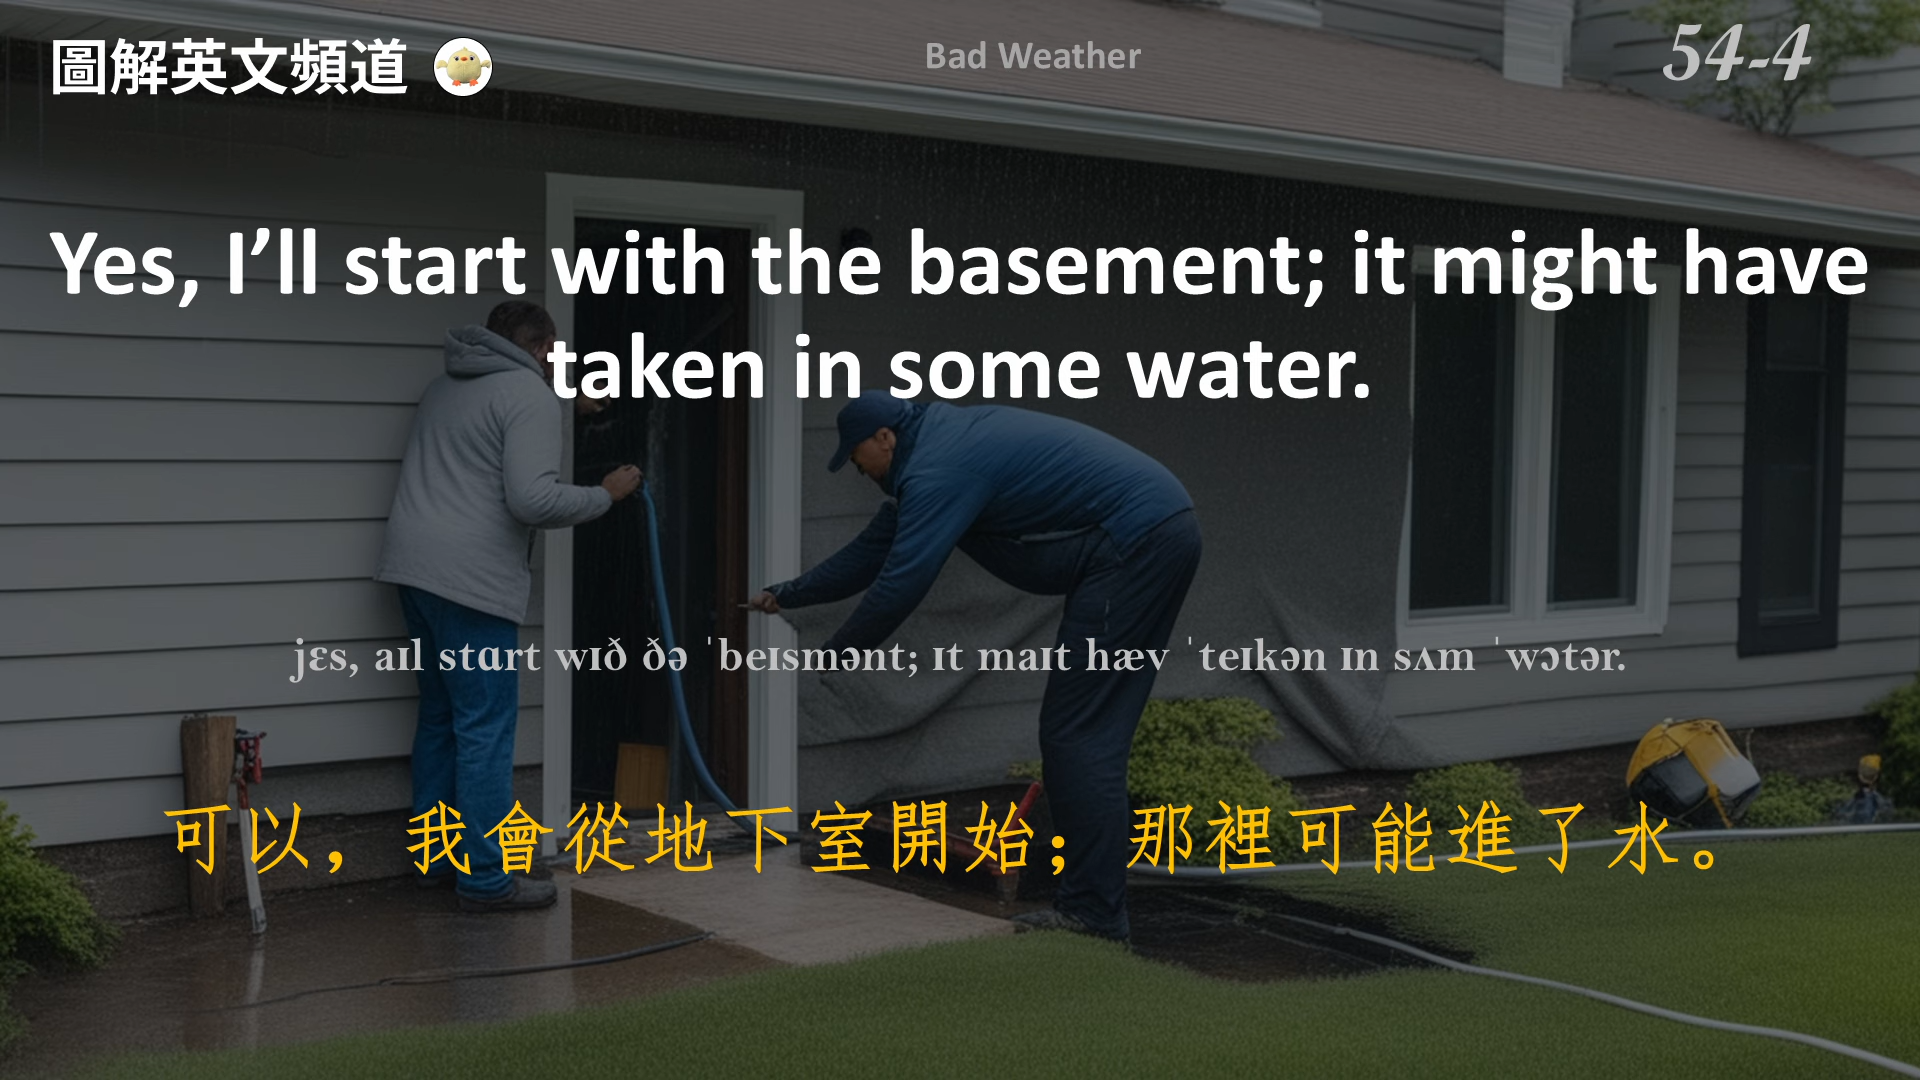 圖解英文頻道
Bad Weather
54-4
Yes, I’ll start with the basement; it might have
taken in some water.
jɛs, aɪl stɑrt wɪð ðə ˈbeɪsmənt; ɪt maɪt hæv ˈteɪkən ɪn sʌm ˈwɔtər.
可以，我會從地下室開始；那裡可能進了水。